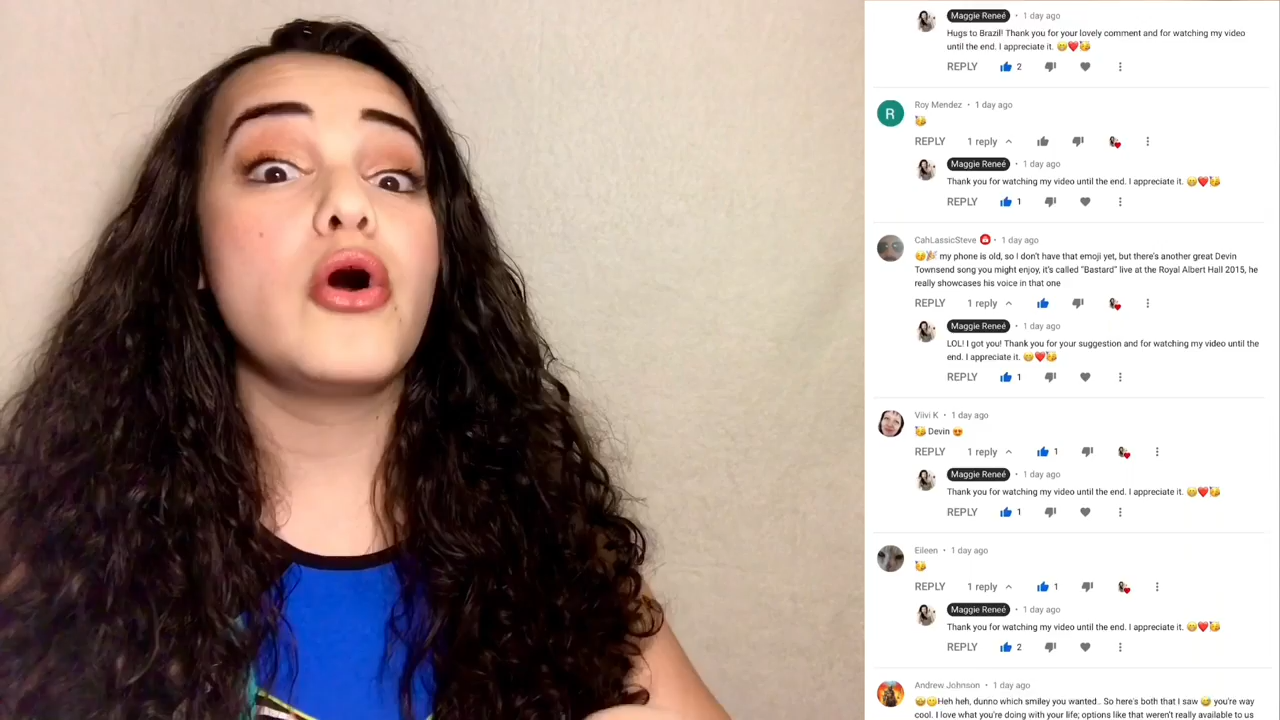 Maggie Reneé • 1 day ago
Hugs to Brazil! Thank you for your lovely comment and for watching my video
until the end. I appreciate it. 😋❤️🥰
REPLY 2
R
Roy Mendez • 1 day ago
🥰
REPLY 1 reply
Maggie Reneé • 1 day ago
Thank you for watching my video until the end. I appreciate it. 😋❤️🥰
REPLY 1
CahLassicSteve • 1 day ago
😋🎉 my phone is old, so I don't have that emoji yet, but there's another great Devin
Townsend song you might enjoy, it's called "Bastard" live at the Royal Albert Hall 2015, he
really showcases his voice in that one
REPLY 1 reply
Maggie Reneé • 1 day ago
LOL! I got you! Thank you for your suggestion and for watching my video until the
end. I appreciate it. 😋❤️🥰
REPLY 1
Viivi K • 1 day ago
🥰 Devin 😍
REPLY 1 reply 1
Maggie Reneé • 1 day ago
Thank you for watching my video until the end. I appreciate it. 😋❤️🥰
REPLY 1
Eileen • 1 day ago
🥰
REPLY 1 reply 1
Maggie Reneé • 1 day ago
Thank you for watching my video until the end. I appreciate it. 😋❤️🥰
REPLY 2
Andrew Johnson • 1 day ago
🤩😋Heh heh, dunno which smiley you wanted.. So here's both that I saw 😅 you're way
cool. I love what you're doing with your life; options like that weren't really available to us